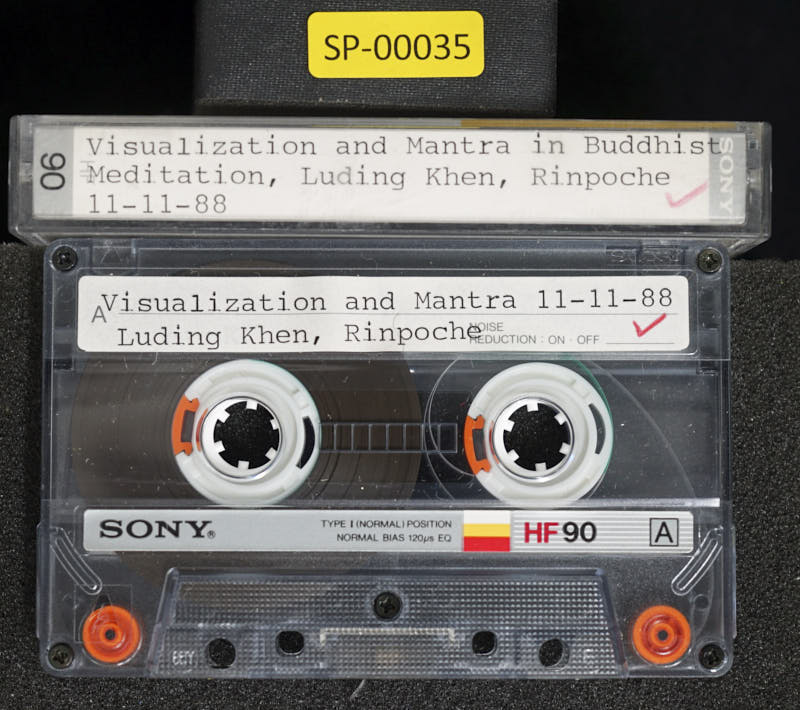 SP-00035
90
Visualization and Mantra in Buddhist
Meditation, Luding Khen, Rinpoche
11-11-88
SONY
A
Visualization and Mantra 11-11-88
Luding Khen, Rinpoche
NOISE
REDUCTION : ON · OFF
SONY®
TYPE I (NORMAL) POSITION
NORMAL BIAS 120µs EQ
HF90
A
A